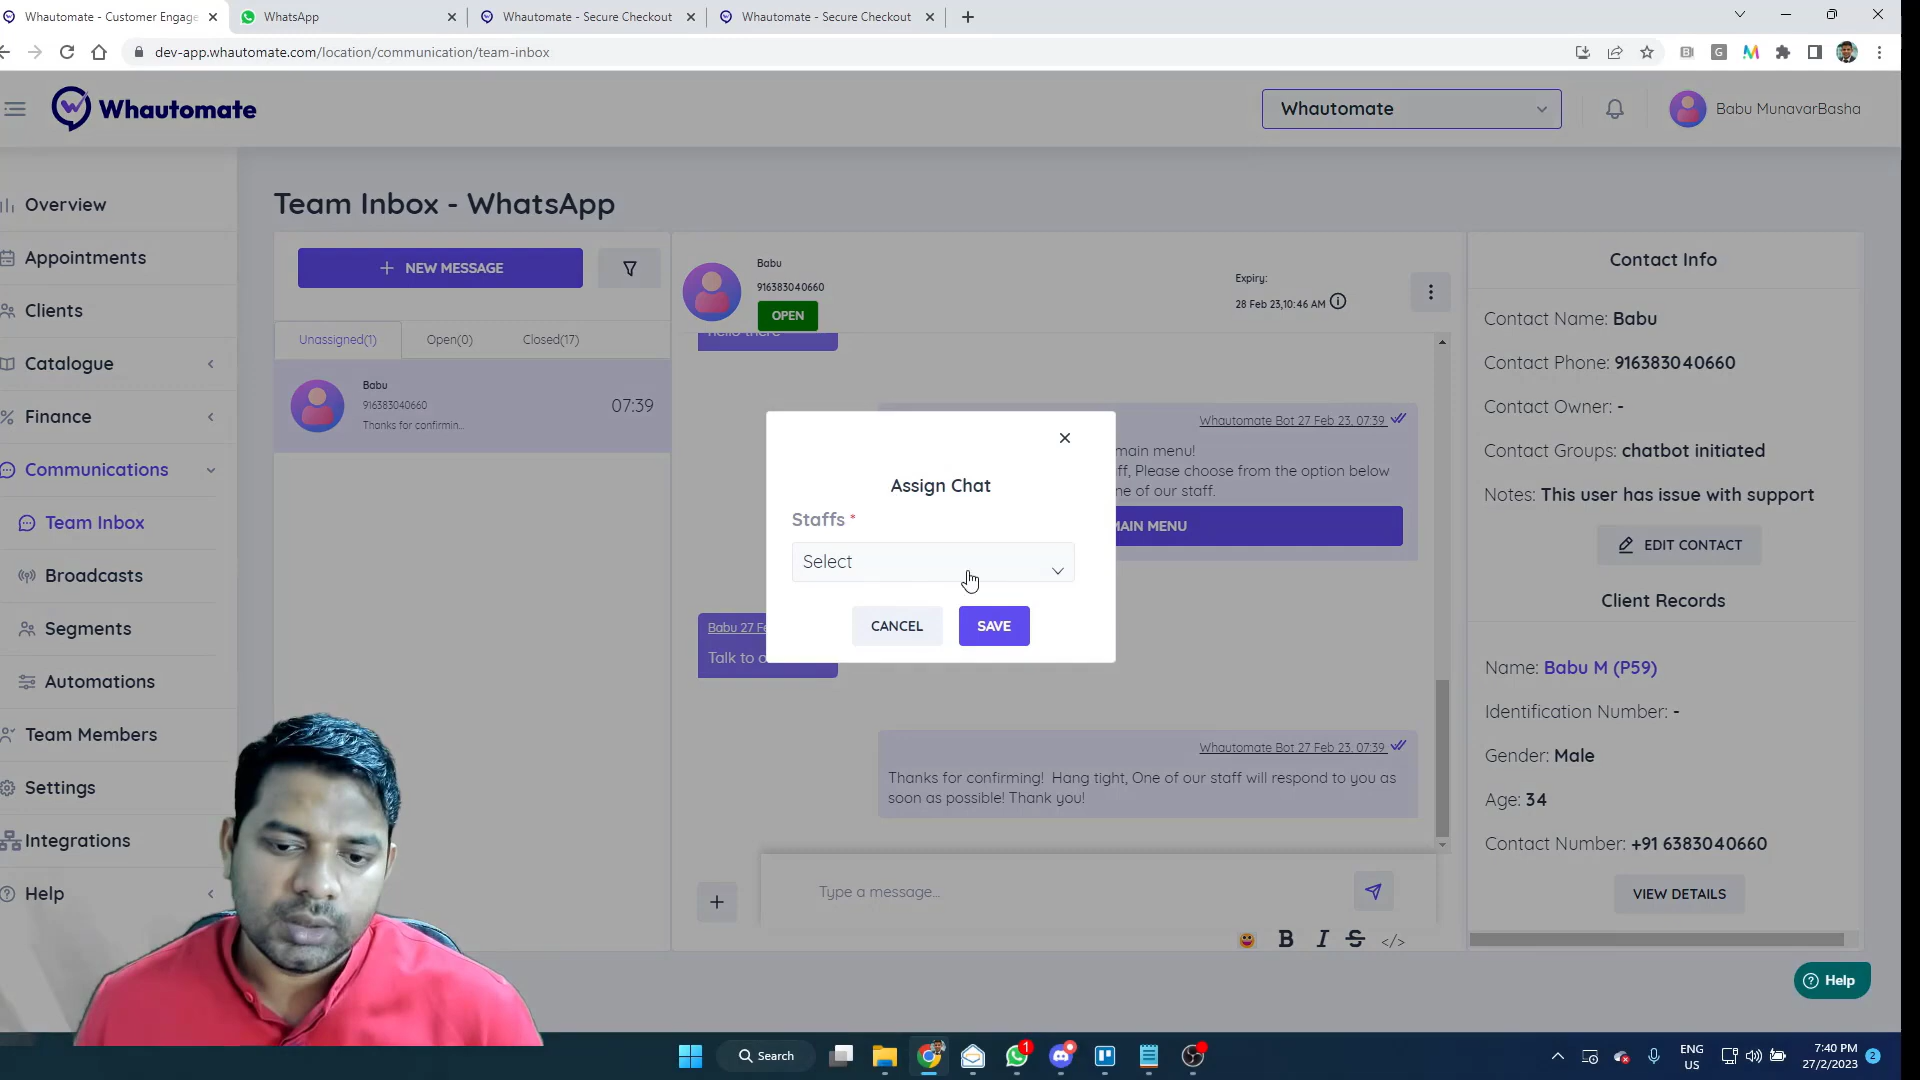 Whautomate - Customer Engage
WhatsApp
Whautomate - Secure Checkout
Whautomate - Secure Checkout
dev-app.whautomate.com/location/communication/team-inbox
Whautomate
Whautomate
Babu MunavarBasha
Overview
Appointments
Clients
Catalogue
Finance
Communications
Team Inbox
Broadcasts
Segments
Automations
Team Members
Settings
Integrations
Help
Team Inbox - WhatsApp
NEW MESSAGE
Unassigned(1)
Open(0)
Closed(17)
Babu
916383040660
Thanks for confirmin...
07:39
Babu
916383040660
OPEN
Expiry:
28 Feb 23,10:46 AM
hello there
Whautomate Bot 27 Feb 23, 07:39
main menu!
ff, Please choose from the option below
ne of our staff.
MAIN MENU
Babu 27 Fe
Talk to o
Whautomate Bot 27 Feb 23, 07:39
Thanks for confirming! Hang tight, One of our staff will respond to you as
soon as possible! Thank you!
Type a message...
B I S </>
Assign Chat
Staffs *
Select
CANCEL
SAVE
Contact Info
Contact Name: Babu
Contact Phone: 916383040660
Contact Owner: -
Contact Groups: chatbot initiated
Notes: This user has issue with support
EDIT CONTACT
Client Records
Name: Babu M (P59)
Identification Number: -
Gender: Male
Age: 34
Contact Number: +91 6383040660
VIEW DETAILS
Help
Search
1
ENG
US
7:40 PM
27/2/2023
2